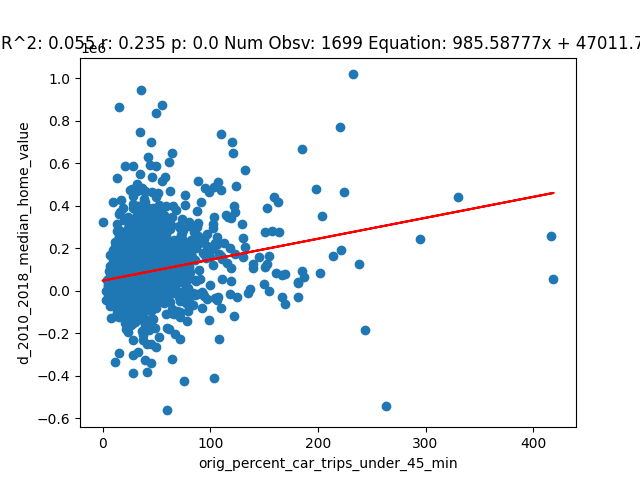 R^2: 0.055 r: 0.235 p: 0.0 Num Obsv: 1699 Equation: 985.58777x + 47011.7
1e6
1.0
0.8
0.6
0.4
0.2
0.0
−0.2
−0.4
−0.6
d_2010_2018_median_home_value
0 100 200 300 400
orig_percent_car_trips_under_45_min